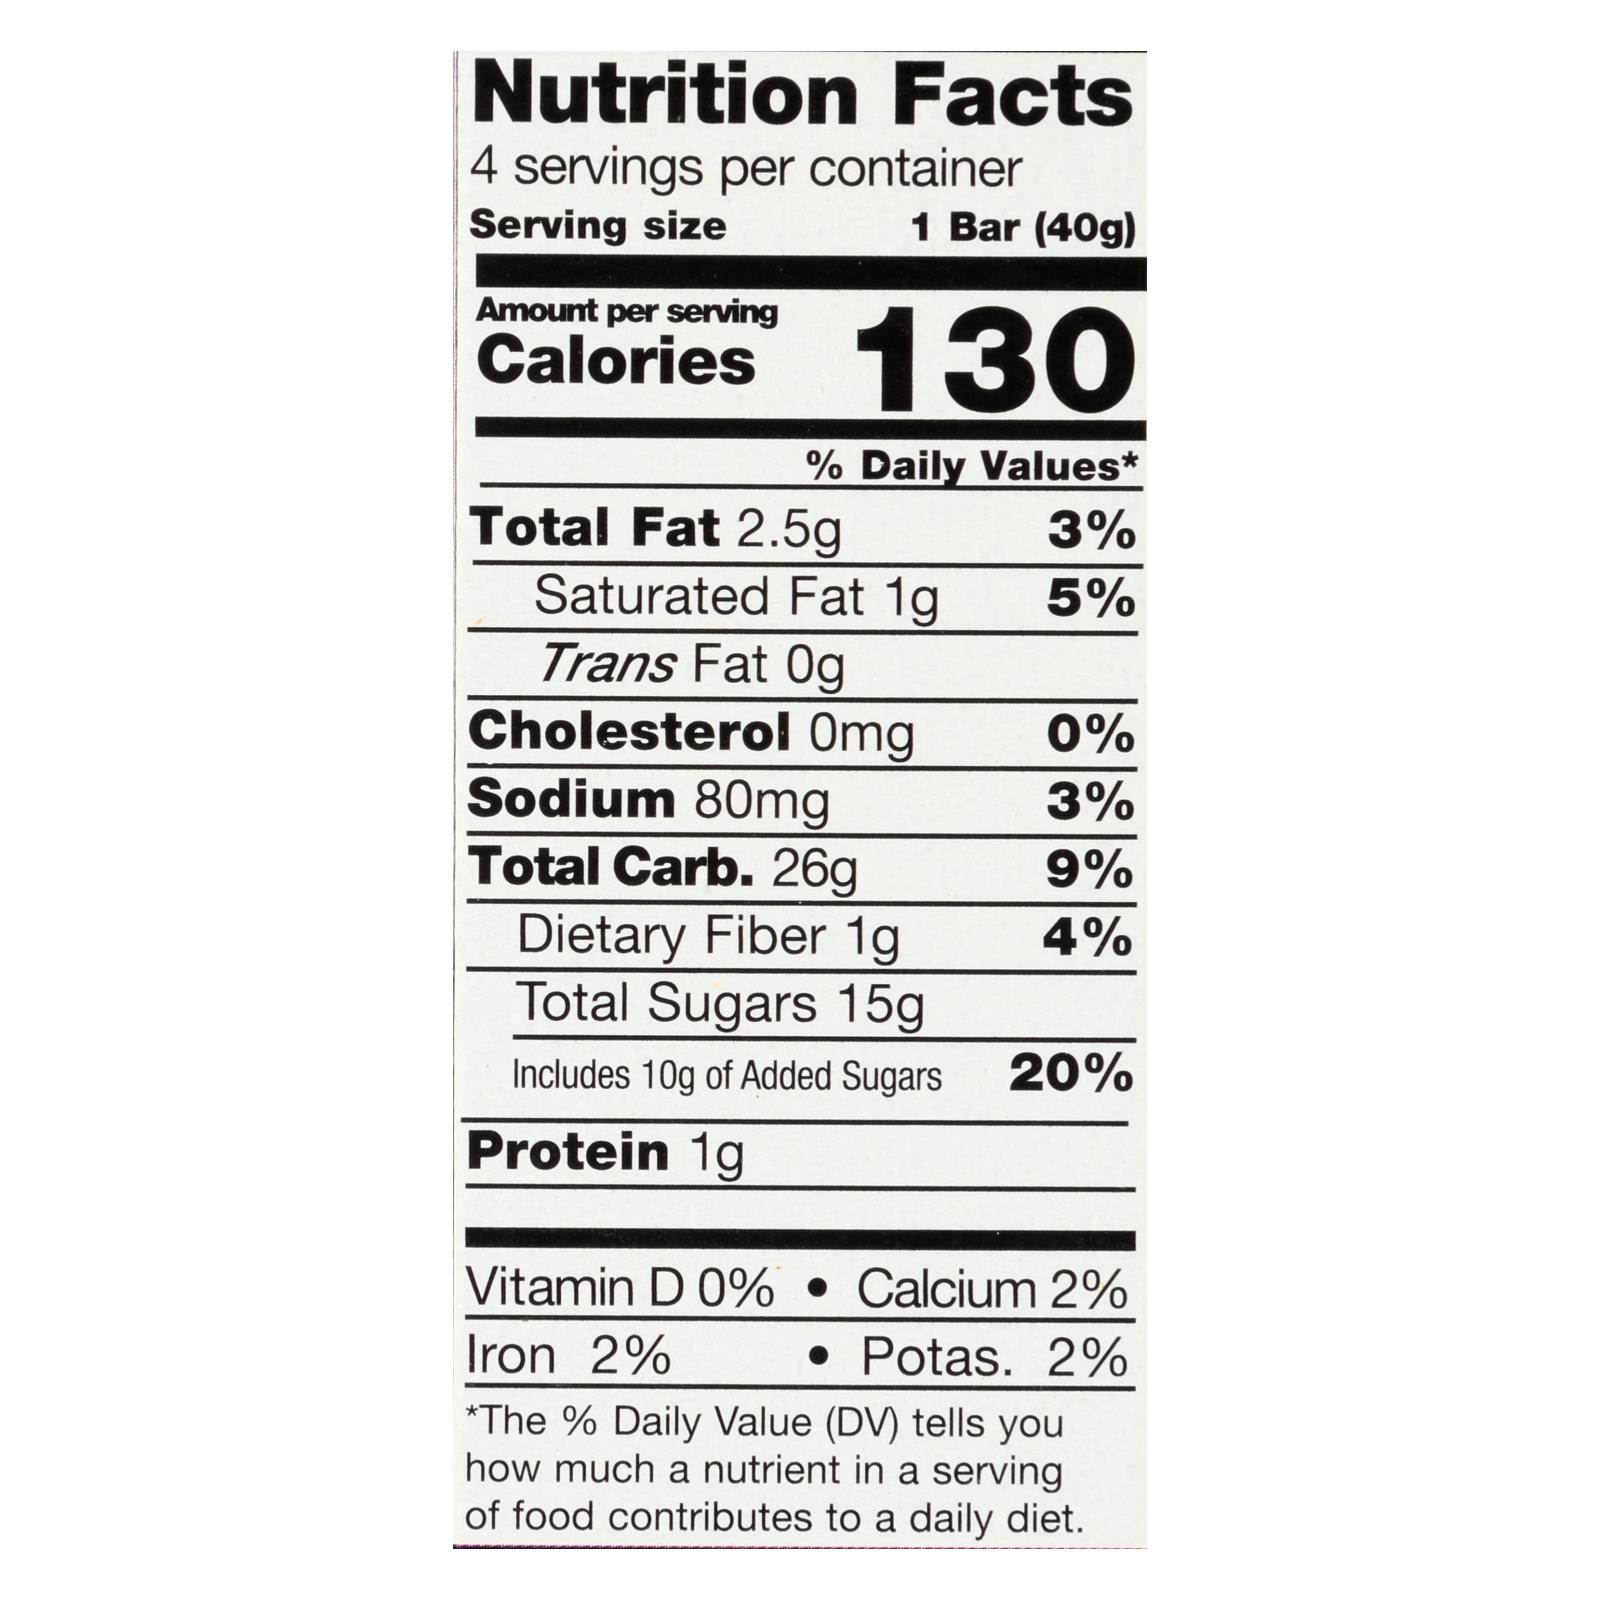 Nutrition Facts
4 servings per container
Serving size 1 Bar (40g)
Amount per serving
Calories 130
% Daily Values*
Total Fat 2.5g 3%
Saturated Fat 1g 5%
Trans Fat 0g
Cholesterol 0mg 0%
Sodium 80mg 3%
Total Carb. 26g 9%
Dietary Fiber 1g 4%
Total Sugars 15g
Includes 10g of Added Sugars 20%
Protein 1g
Vitamin D 0% • Calcium 2%
Iron 2% • Potas. 2%
*The % Daily Value (DV) tells you
how much a nutrient in a serving
of food contributes to a daily diet.